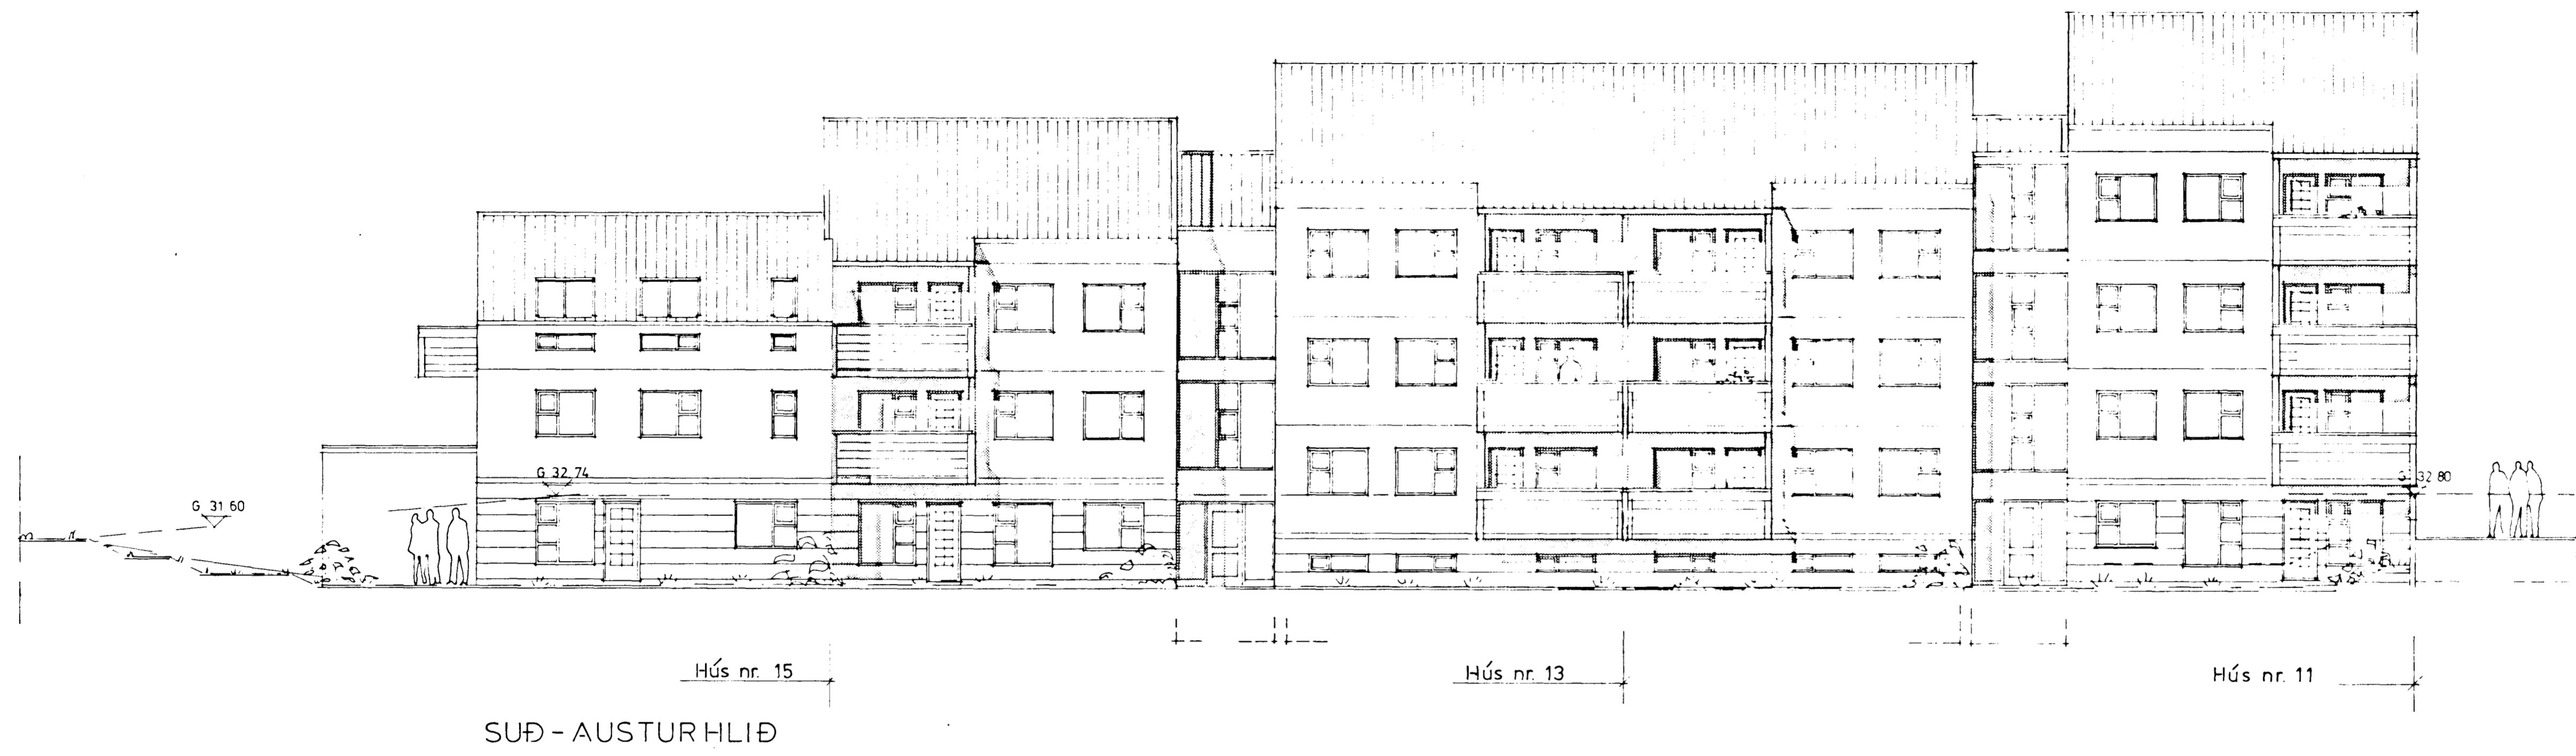 G 32 74
G 31 60
32 80
Hús nr. 15
Hús nr. 13
Hús nr. 11
SUÐ - AUSTURHLIÐ